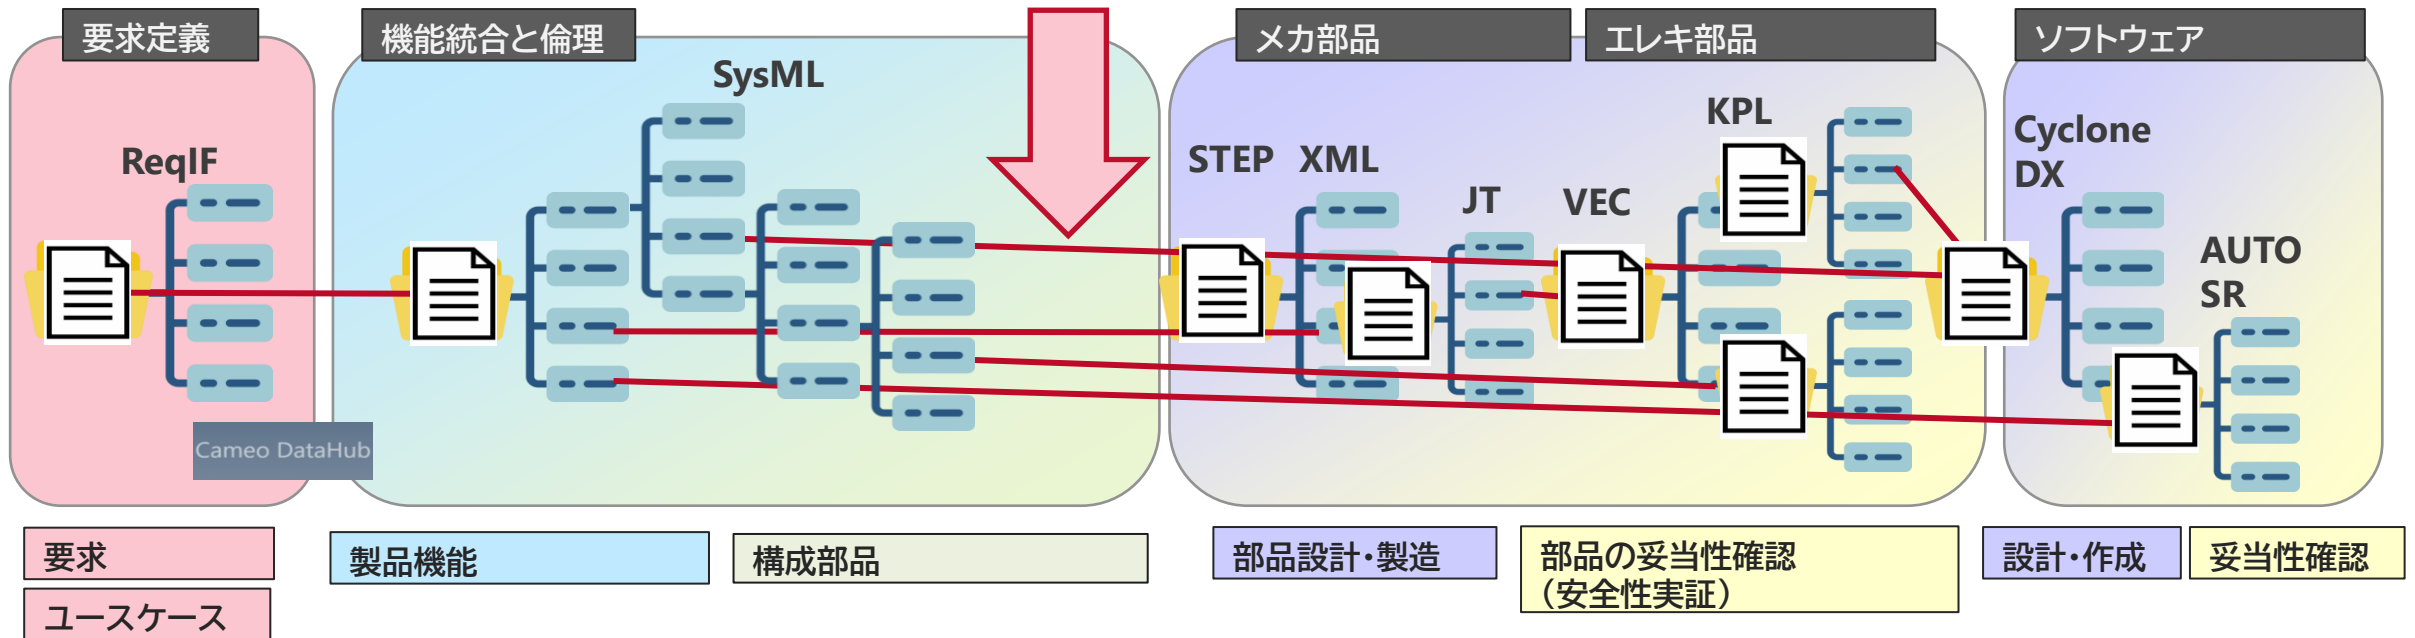 要求定義
機能統合と倫理
メカ部品
エレキ部品
ソフトウェア
SysML
ReqIF
STEP
XML
JT
VEC
KPL
Cyclone
DX
AUTO
SR
Cameo DataHub
要求
ユースケース
製品機能
構成部品
部品設計・製造
部品の妥当性確認
（安全性実証）
設計・作成
妥当性確認